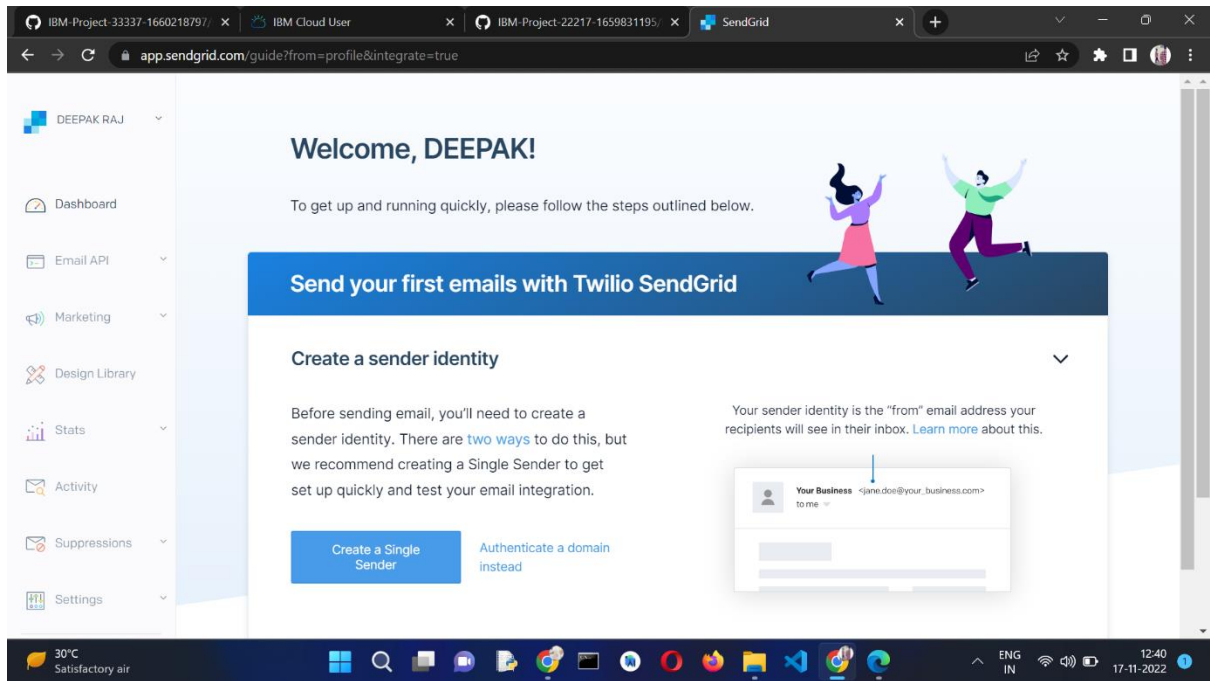 IBM-Project-33337-1660218797/
IBM Cloud User
IBM-Project-22217-1659831195/
SendGrid
app.sendgrid.com/guide?from=profile&integrate=true
DEEPAK RAJ
Dashboard
Email API
Marketing
Design Library
Stats
Activity
Suppressions
Settings
Welcome, DEEPAK!
To get up and running quickly, please follow the steps outlined below.
Send your first emails with Twilio SendGrid
Create a sender identity
Before sending email, you'll need to create a
sender identity. There are two ways to do this, but
we recommend creating a Single Sender to get
set up quickly and test your email integration.
Create a Single
Sender
Authenticate a domain
instead
Your sender identity is the "from" email address your
recipients will see in their inbox. Learn more about this.
Your Business <jane.doe@your_business.com>
to me
30°C
Satisfactory air
ENG
IN
12:40
17-11-2022
1